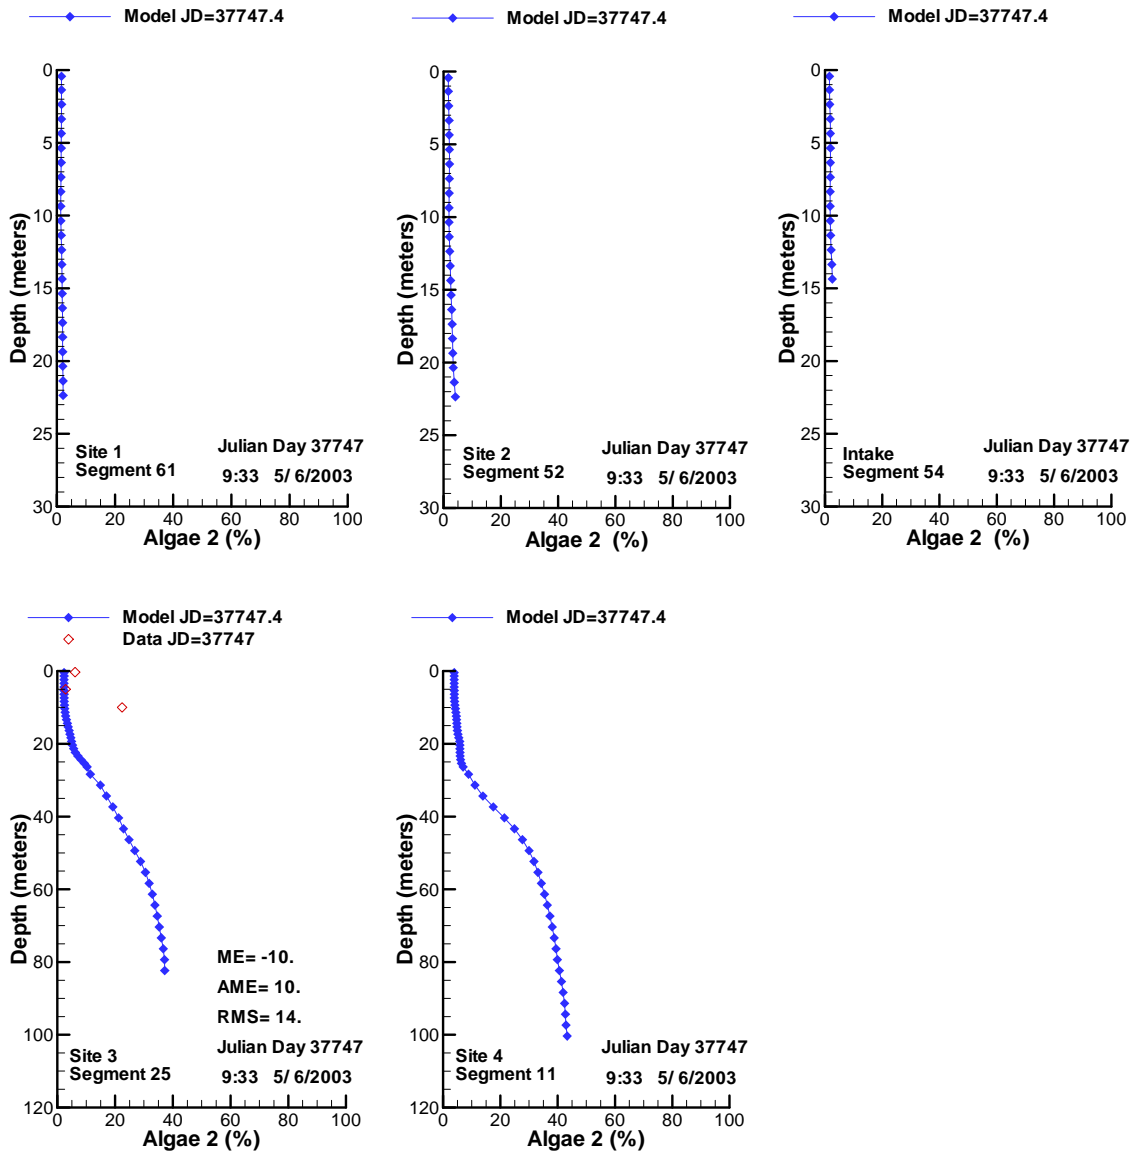 Model JD=37747.4
0
5
10
15
20
25
30
0 20 40 60 80 100
Depth (meters)
Algae 2 (%)
Site 1
Segment 61
Julian Day 37747
9:33 5/ 6/2003
Model JD=37747.4
0
5
10
15
20
25
30
0 20 40 60 80 100
Depth (meters)
Algae 2 (%)
Site 2
Segment 52
Julian Day 37747
9:33 5/ 6/2003
Model JD=37747.4
0
5
10
15
20
25
30
0 20 40 60 80 100
Depth (meters)
Algae 2 (%)
Intake
Segment 54
Julian Day 37747
9:33 5/ 6/2003
Model JD=37747.4
Data JD=37747
0
20
40
60
80
100
120
0 20 40 60 80 100
Depth (meters)
Algae 2 (%)
ME= -10.
AME= 10.
RMS= 14.
Site 3
Segment 25
Julian Day 37747
9:33 5/ 6/2003
Model JD=37747.4
0
20
40
60
80
100
120
0 20 40 60 80 100
Depth (meters)
Algae 2 (%)
Site 4
Segment 11
Julian Day 37747
9:33 5/ 6/2003